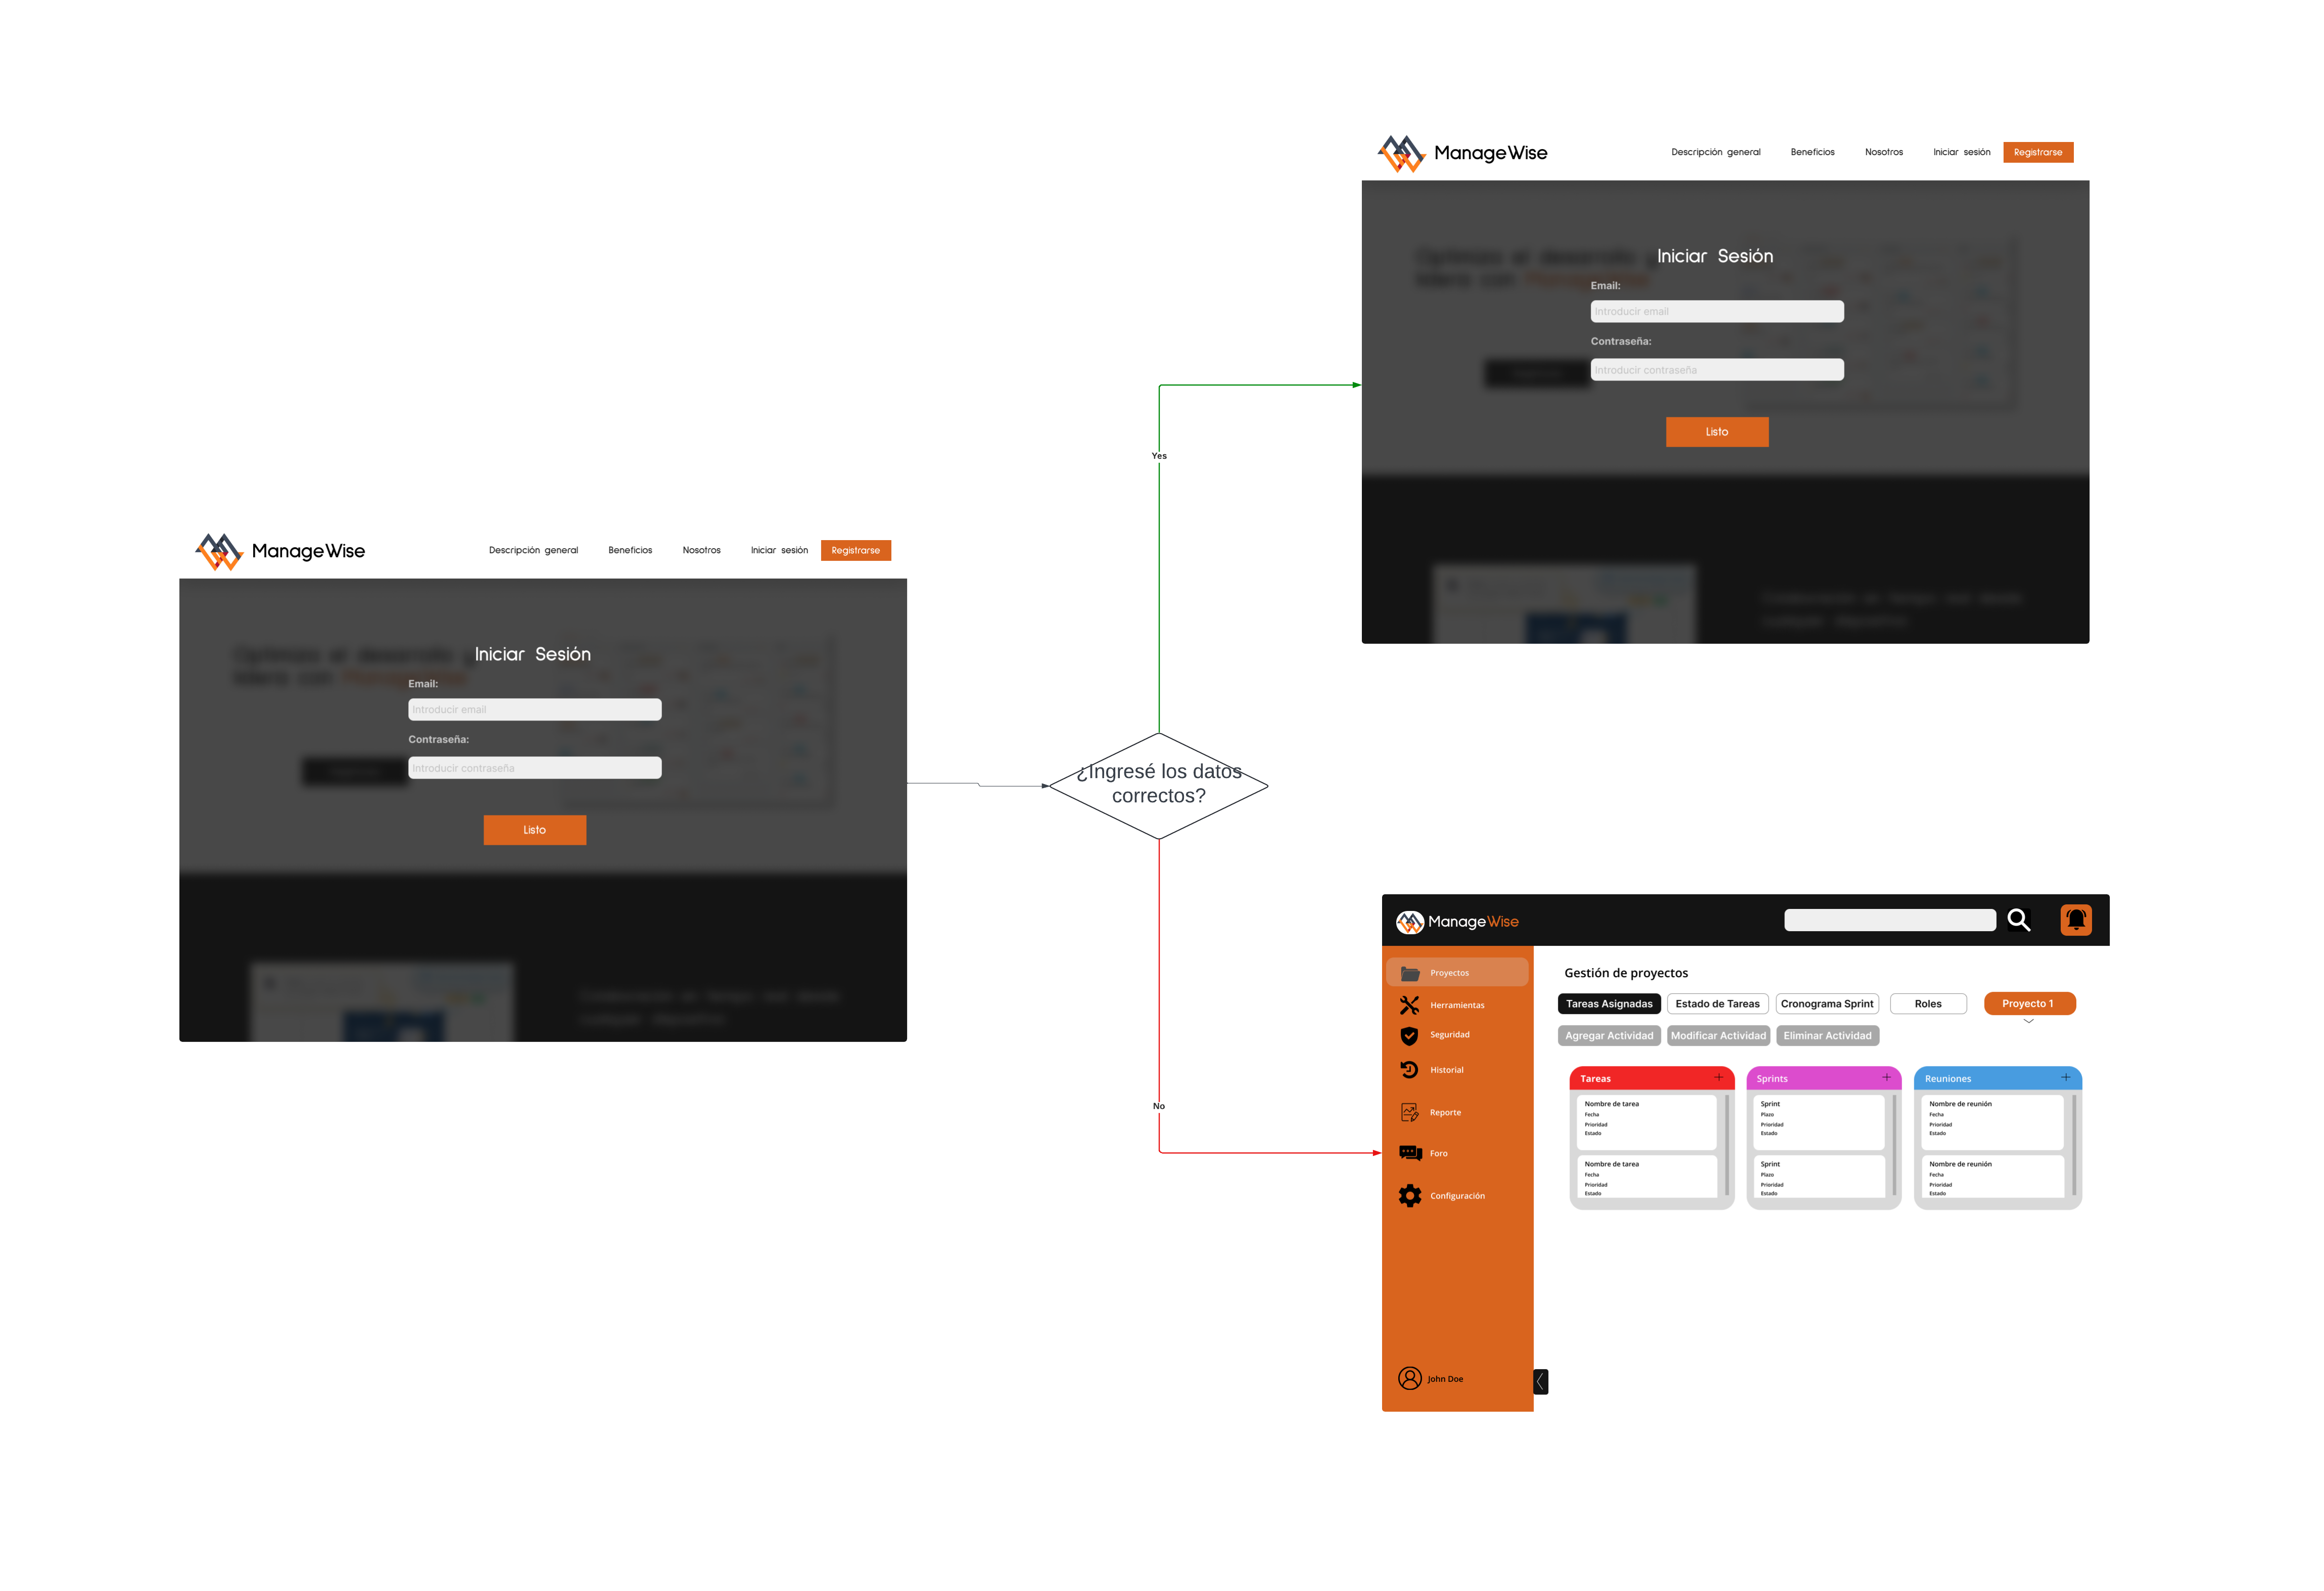 ManageWise
Descripción general Beneficios Nosotros Iniciar sesión Registrarse
Iniciar Sesión
Email:
Introducir email
Contraseña:
Introducir contraseña
Listo
¿Ingresé los datos
correctos?
Yes
ManageWise
Descripción general Beneficios Nosotros Iniciar sesión Registrarse
Iniciar Sesión
Email:
Introducir email
Contraseña:
Introducir contraseña
Listo
No
ManageWise
Proyectos
Herramientas
Seguridad
Historial
Reporte
Foro
Configuración
John Doe
Gestión de proyectos
Tareas Asignadas Estado de Tareas Cronograma Sprint Roles Proyecto 1
Agregar Actividad Modificar Actividad Eliminar Actividad
Tareas
Nombre de tarea
Fecha
Prioridad
Estado
Nombre de tarea
Fecha
Prioridad
Estado
Sprints
Sprint
Plazo
Prioridad
Estado
Sprint
Plazo
Prioridad
Estado
Reuniones
Nombre de reunión
Fecha
Prioridad
Estado
Nombre de reunión
Fecha
Prioridad
Estado